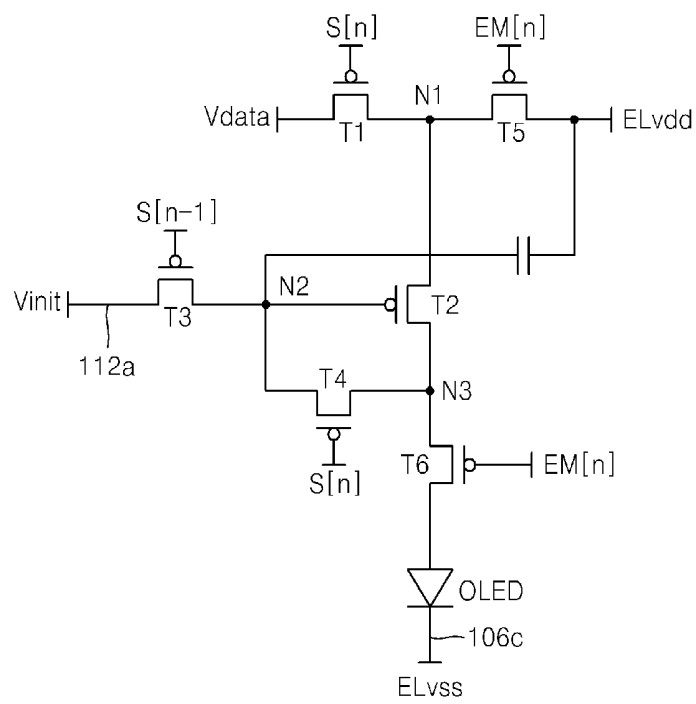 S[n]
EM[n]
N1
Vdata
T1
T5
ELvdd
S[n-1]
N2
Vinit
T3
T2
112a
T4
N3
T6
EM[n]
S[n]
OLED
106c
ELvss